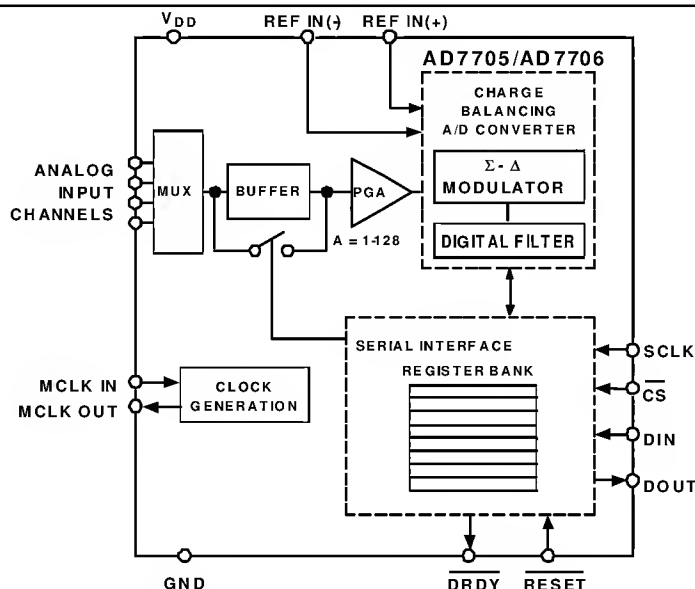 VDD
REF IN(-)
REF IN(+)
AD7705/AD7706
CHARGE
BALANCING
A/D CONVERTER
Σ - Δ
MODULATOR
DIGITAL FILTER
ANALOG
INPUT
CHANNELS
MUX
BUFFER
PGA
A = 1-128
SERIAL INTERFACE
REGISTER BANK
MCLK IN
MCLK OUT
CLOCK
GENERATION
SCLK
CS
DIN
DOUT
GND
DRDY
RESET